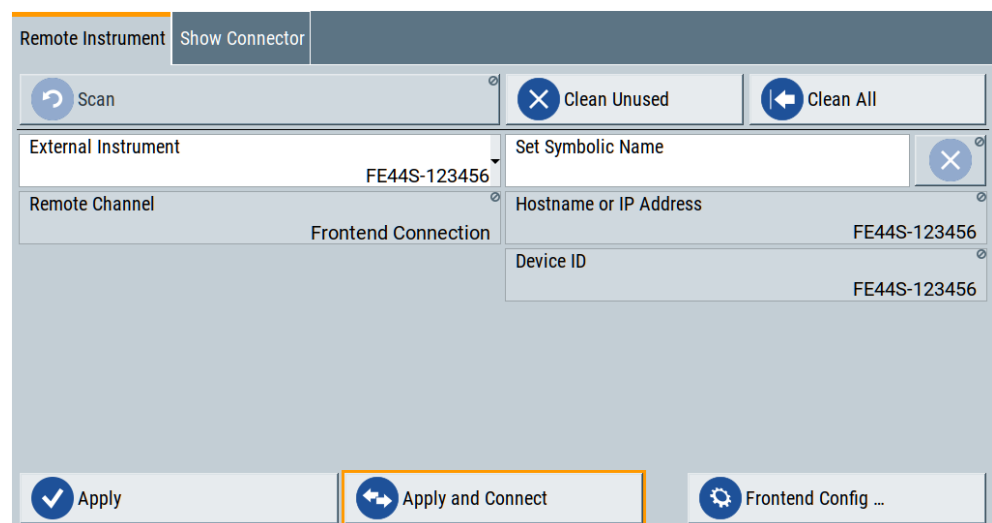 Remote Instrument Show Connector
Scan Clean Unused Clean All
External Instrument Set Symbolic Name
FE44S-123456
Remote Channel Hostname or IP Address
Frontend Connection FE44S-123456
Device ID
FE44S-123456
Apply Apply and Connect Frontend Config ...